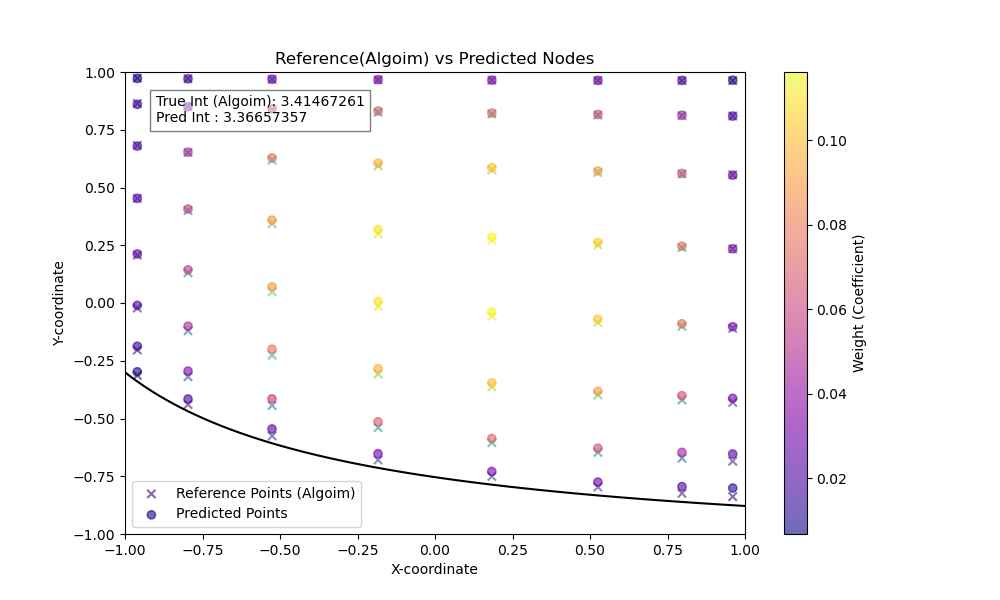 Reference(Algoim) vs Predicted Nodes
True Int (Algoim): 3.41467261
Pred Int : 3.36657357
1.00
0.75
0.50
0.25
0.00
−0.25
−0.50
−0.75
−1.00
Y-coordinate
Reference Points (Algoim)
Predicted Points
−1.00 −0.75 −0.50 −0.25 0.00 0.25 0.50 0.75 1.00
X-coordinate
0.10
0.08
0.06
0.04
0.02
Weight (Coefficient)